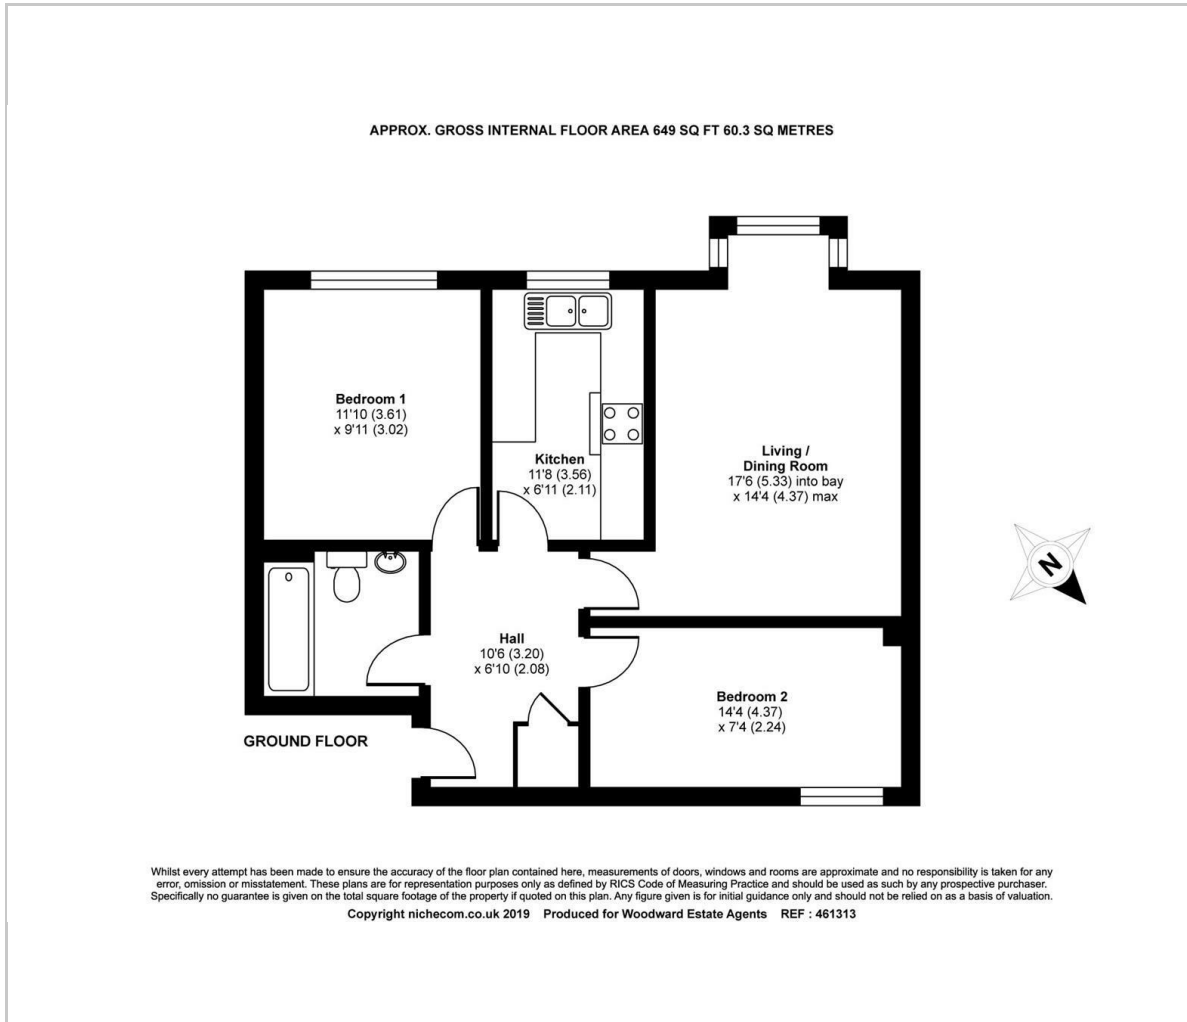 APPROX. GROSS INTERNAL FLOOR AREA 649 SQ FT 60.3 SQ METRES
Bedroom 1
11'10 (3.61)
x 9'11 (3.02)
Kitchen
11'8 (3.56)
x 6'11 (2.11)
Living /
Dining Room
17'6 (5.33) into bay
x 14'4 (4.37) max
N
Hall
10'6 (3.20)
x 6'10 (2.08)
Bedroom 2
14'4 (4.37)
x 7'4 (2.24)
GROUND FLOOR
Whilst every attempt has been made to ensure the accuracy of the floor plan contained here, measurements of doors, windows and rooms are approximate and no responsibility is taken for any
error, omission or misstatement. These plans are for representation purposes only as defined by RICS Code of Measuring Practice and should be used as such by any prospective purchaser.
Specifically no guarantee is given on the total square footage of the property if quoted on this plan. Any figure given is for initial guidance only and should not be relied on as a basis of valuation.
Copyright nichecom.co.uk 2019 Produced for Woodward Estate Agents REF : 461313